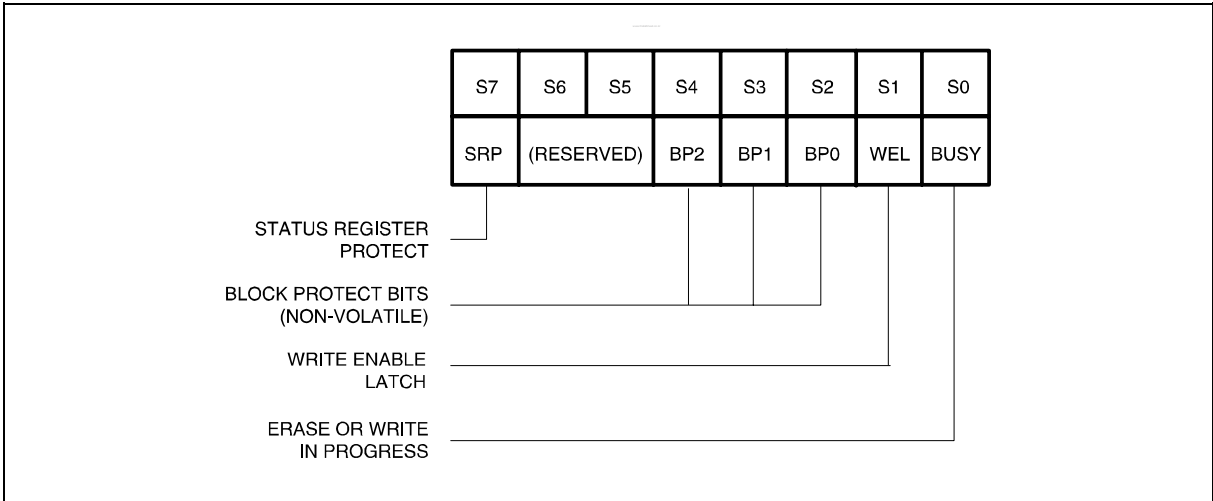 S7 S6 S5 S4 S3 S2 S1 S0
SRP (RESERVED) BP2 BP1 BP0 WEL BUSY
STATUS REGISTER
PROTECT
BLOCK PROTECT BITS
(NON-VOLATILE)
WRITE ENABLE
LATCH
ERASE OR WRITE
IN PROGRESS